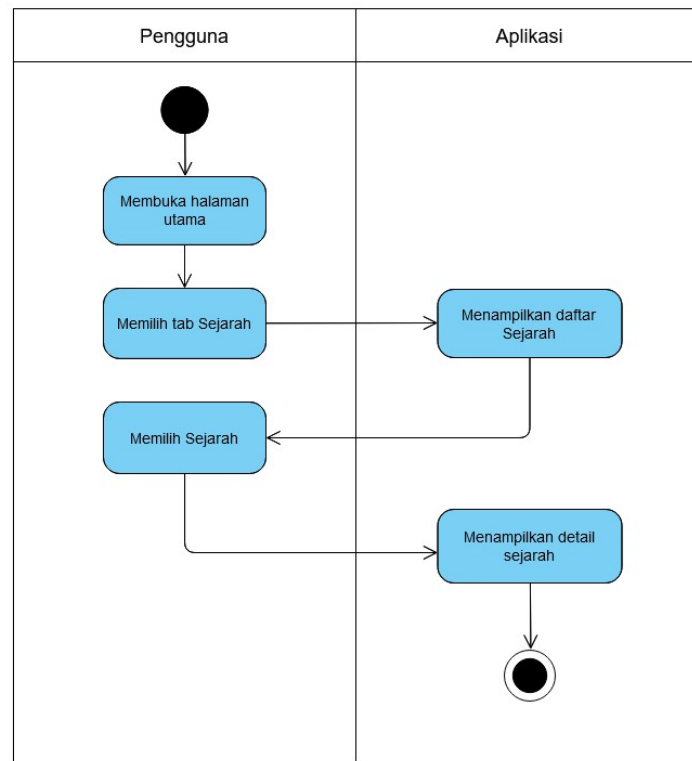 Pengguna
Aplikasi
Membuka halaman
utama
Memilih tab Sejarah
Menampilkan daftar
Sejarah
Memilih Sejarah
Menampilkan detail
sejarah